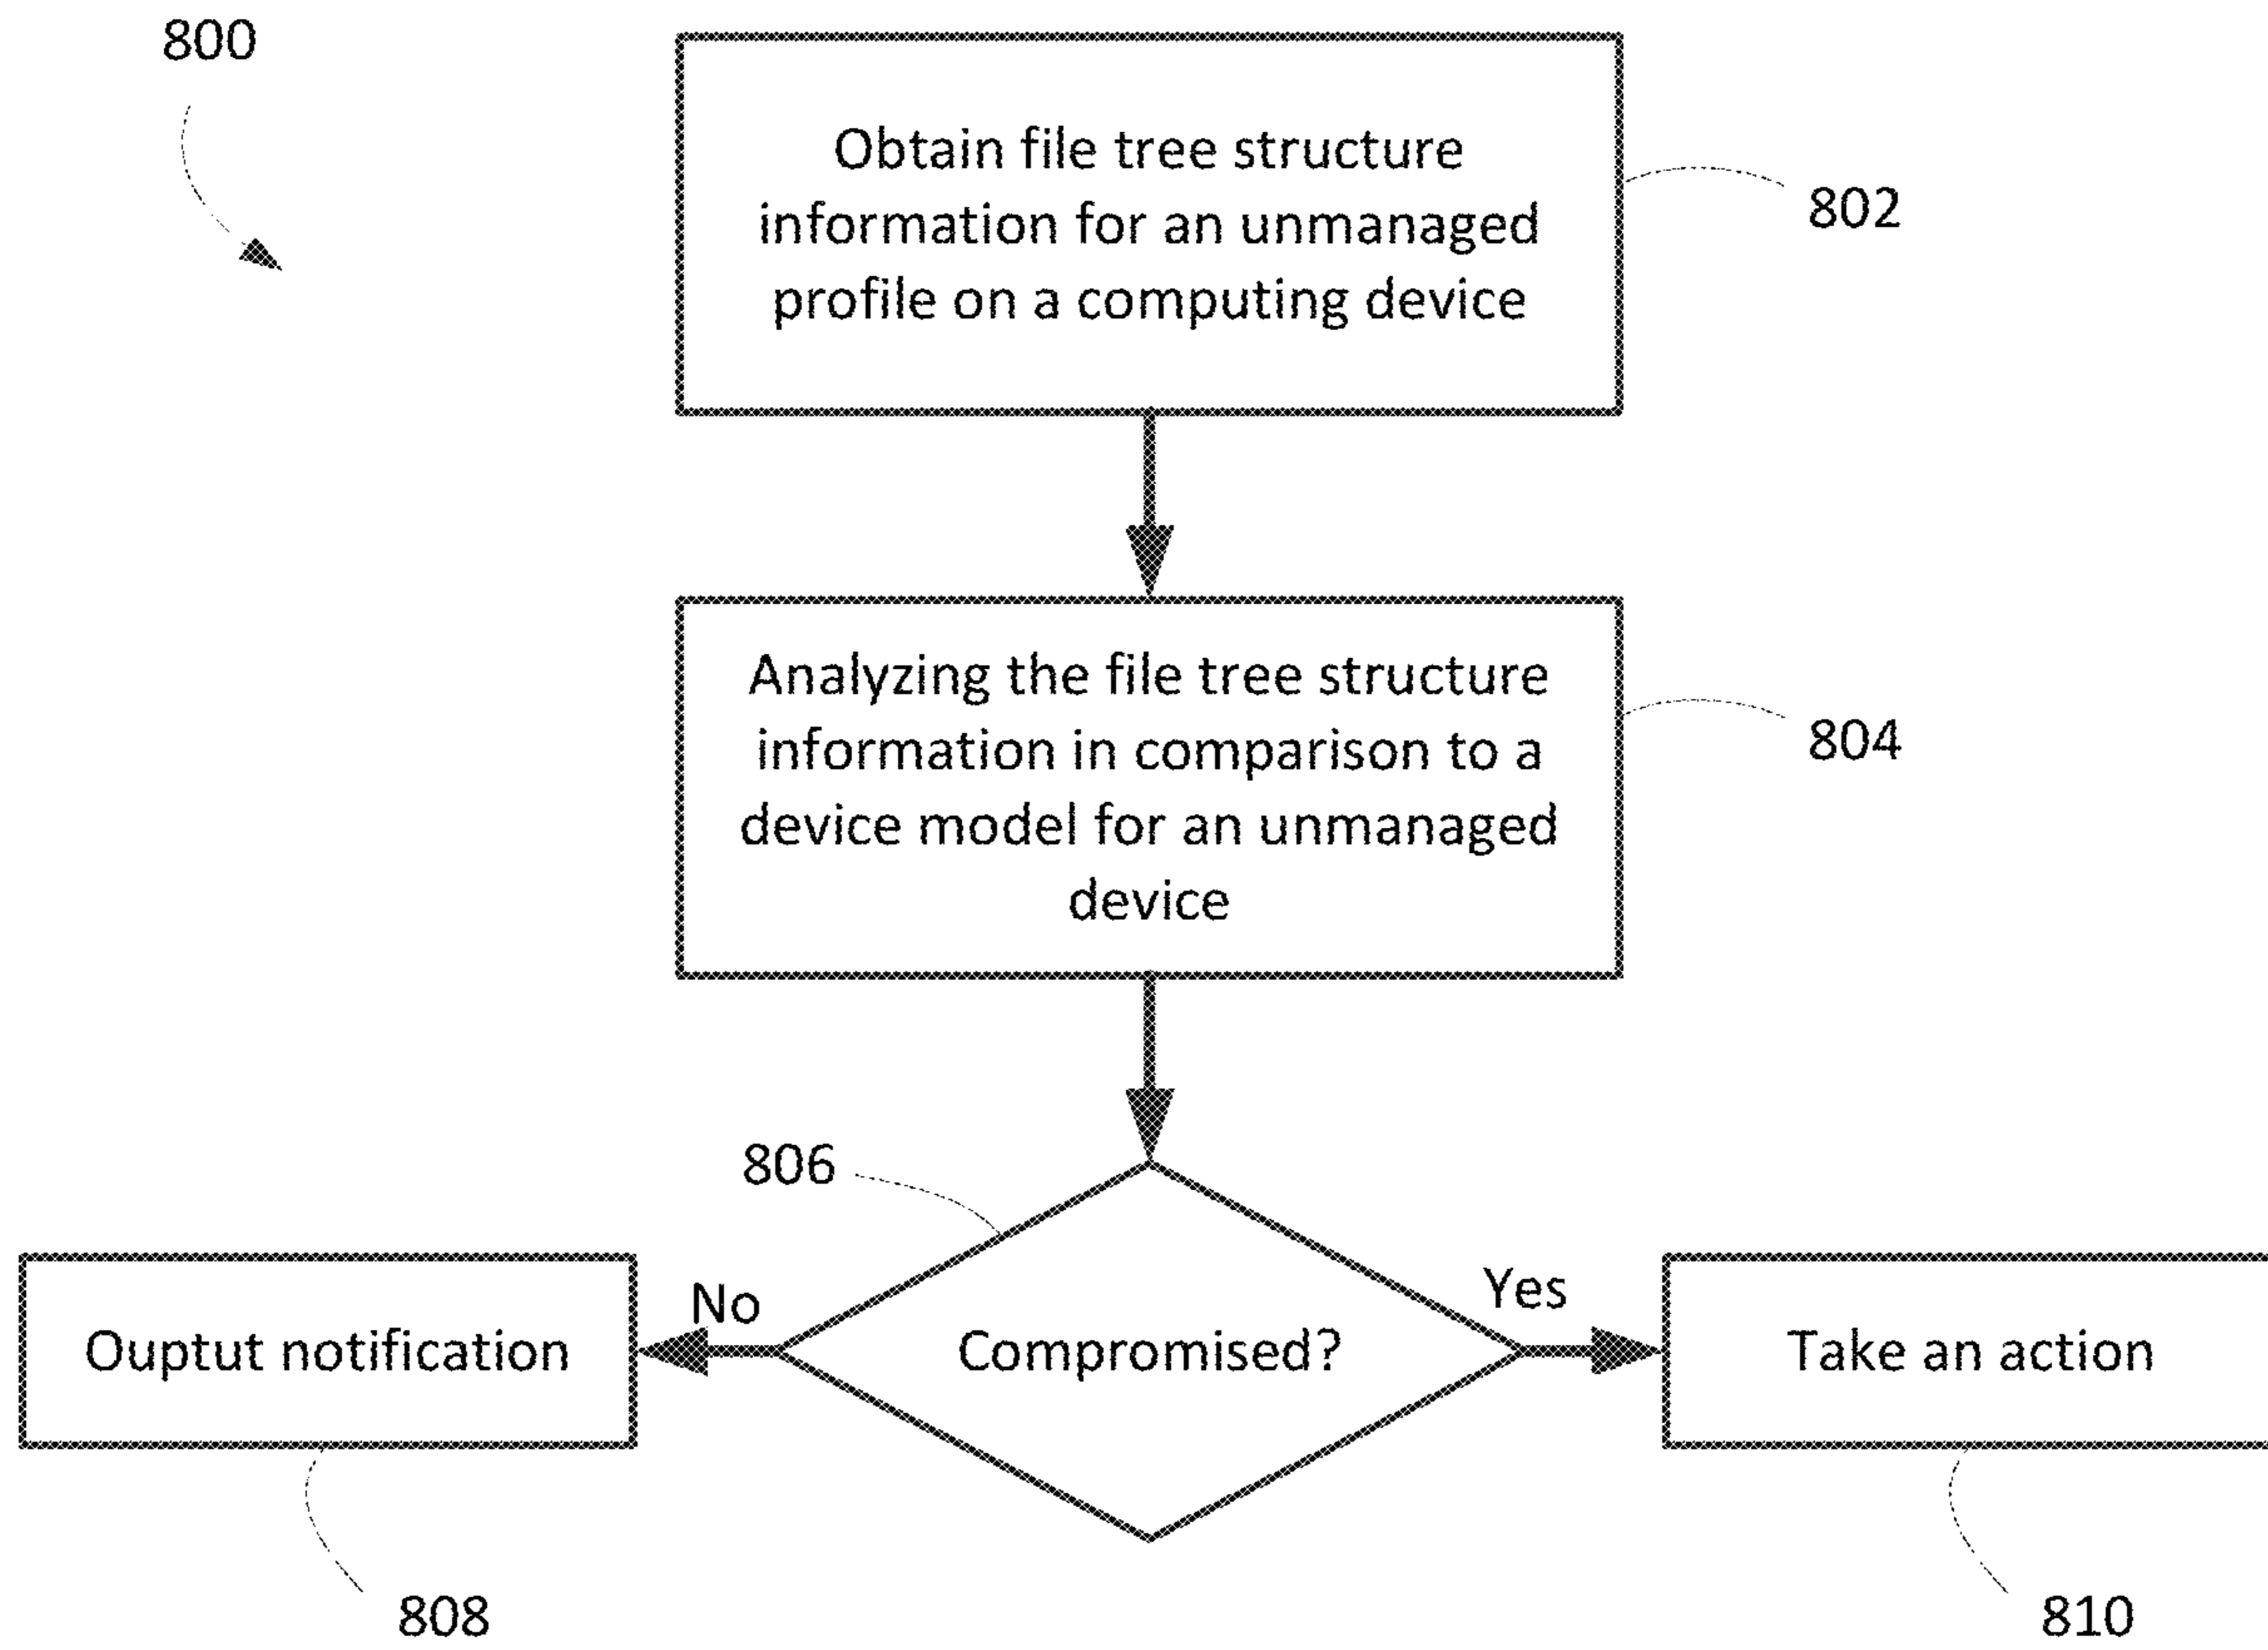 800
Obtain file tree structure
information for an unmanaged
profile on a computing device
802
Analyzing the file tree structure
information in comparison to a
device model for an unmanaged
device
804
806
No
Yes
Ouptut notification
Compromised?
Take an action
808
810